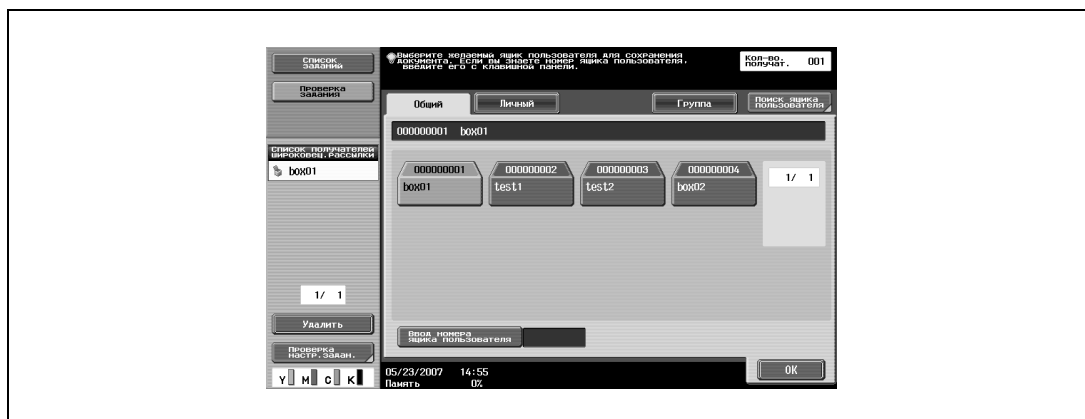 Список
заданий
Проверка
задания
Список получателей
широковещ.рассылки
box01
1/ 1
Удалить
Проверка
настр.задан.
Y M C K
Выберите желаемый ящик пользователя для сохранения
документа. Если вы знаете номер ящика пользователя,
введите его с клавишной панели.
Кол-во.
получат. 001
Общий
Личный
Группа
Поиск ящика
пользователя
000000001 box01
000000001
box01
000000002
test1
000000003
test2
000000004
box02
1/ 1
Ввод номера
ящика пользователя
05/23/2007 14:55
Память 0%
OK